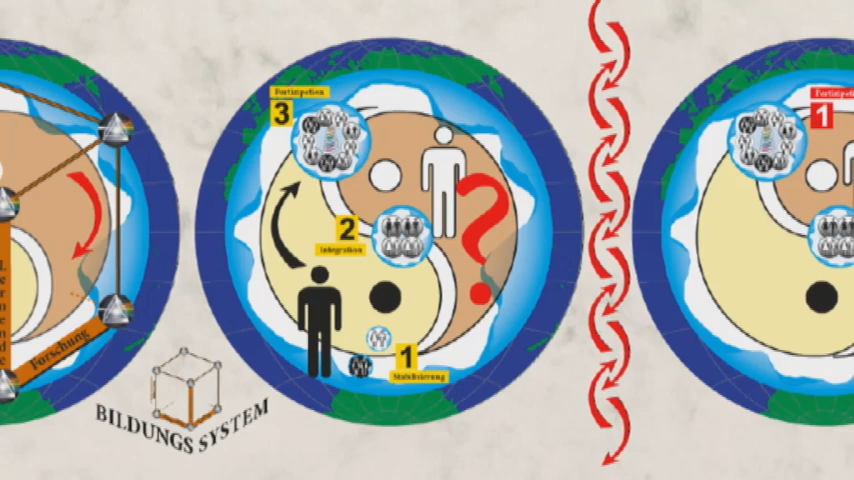 Partizipation
3
2
Integration
1
Stabilisierung
?
Forschung
BILDUNGS SYSTEM
1